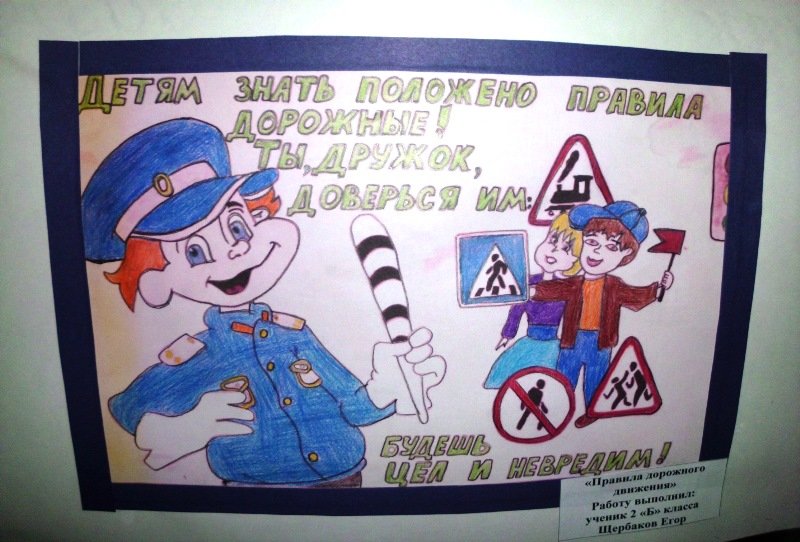 ДЕТЯМ ЗНАТЬ ПОЛОЖЕНО ПРАВИЛА
ДОРОЖНЫЕ!
ТЫ, ДРУЖОК,
ДОВЕРЬСЯ ИМ:
БУДЕШЬ
ЦЕЛ И НЕВРЕДИМ!
«Правила дорожного
движения»
Работу выполнил:
ученик 2 «Б» класса
Щербаков Егор